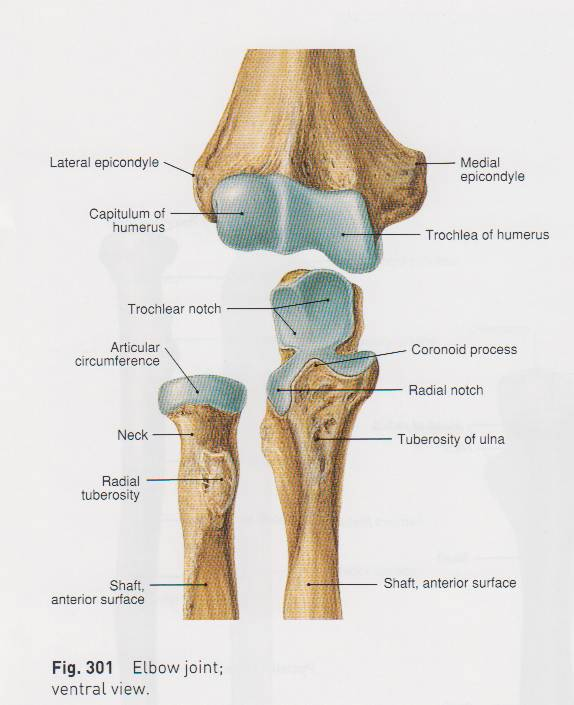 Lateral epicondyle
Medial
epicondyle
Capitulum of
humerus
Trochlea of humerus
Trochlear notch
Articular
circumference
Coronoid process
Radial notch
Neck
Tuberosity of ulna
Radial
tuberosity
Shaft,
anterior surface
Shaft, anterior surface
Fig. 301 Elbow joint;
ventral view.